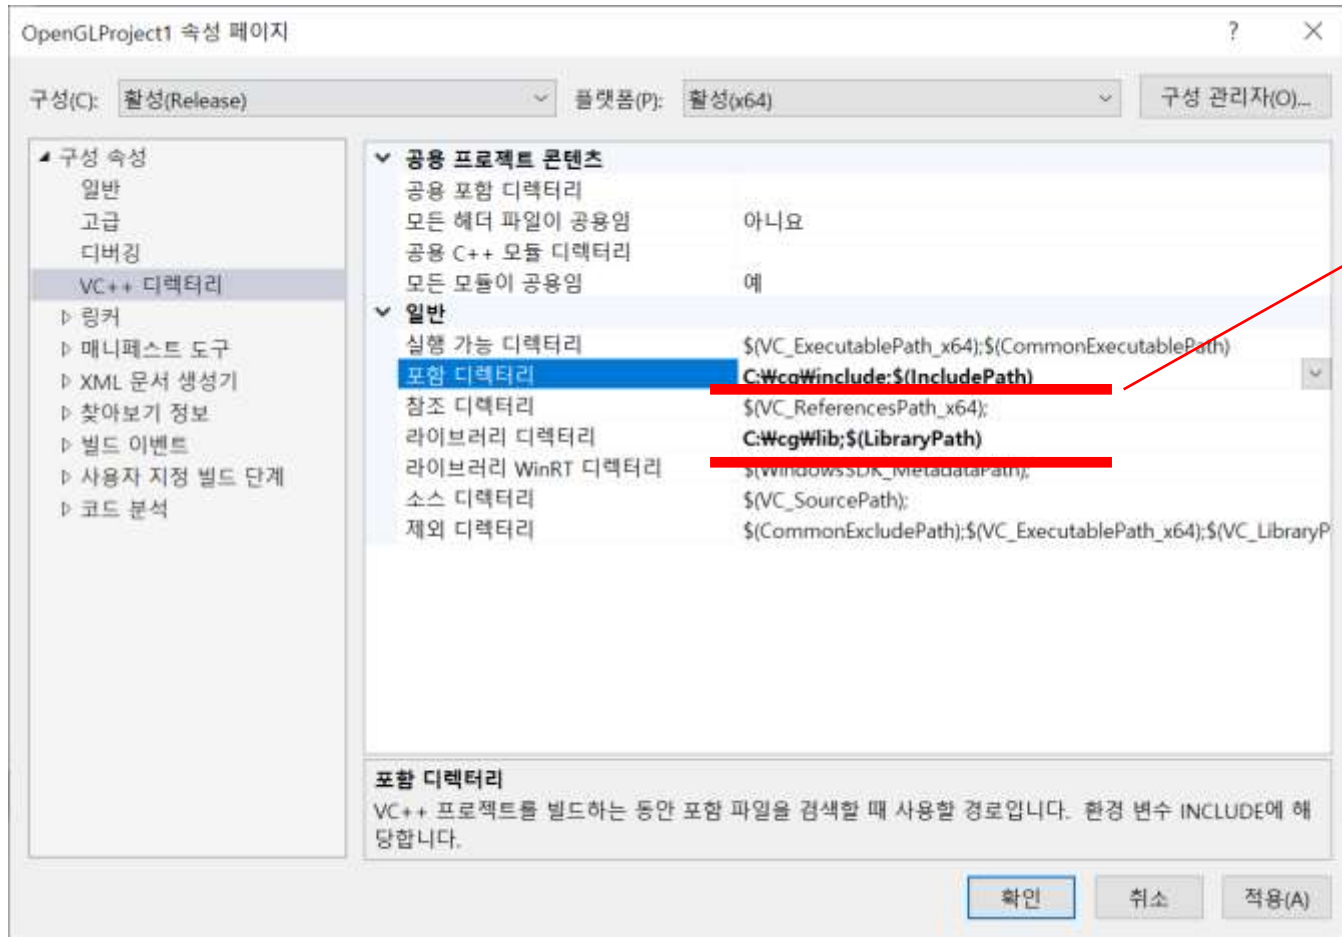 OpenGLProject1 속성 페이지 ?
구성(C): 활성(Release) 플랫폼(P): 활성(x64) 구성 관리자(O)...
구성 속성
일반
고급
디버깅
VC++ 디렉터리
링커
매니페스트 도구
XML 문서 생성기
찾아보기 정보
빌드 이벤트
사용자 지정 빌드 단계
코드 분석
공용 프로젝트 콘텐츠
공용 포함 디렉터리
모든 헤더 파일이 공용임 아니요
공용 C++ 모듈 디렉터리
모든 모듈이 공용임 예
일반
실행 가능 디렉터리 $(VC_ExecutablePath_x64);$(CommonExecutablePath)
포함 디렉터리 C:₩cg₩include;$(IncludePath)
참조 디렉터리 $(VC_ReferencesPath_x64);
라이브러리 디렉터리 C:₩cg₩lib;$(LibraryPath)
라이브러리 WinRT 디렉터리 $(WindowsSDK_MetadataPath);
소스 디렉터리 $(VC_SourcePath);
제외 디렉터리 $(CommonExcludePath);$(VC_ExecutablePath_x64);$(VC_LibraryP
포함 디렉터리
VC++ 프로젝트를 빌드하는 동안 포함 파일을 검색할 때 사용할 경로입니다. 환경 변수 INCLUDE에 해
당합니다.
확인 취소 적용(A)